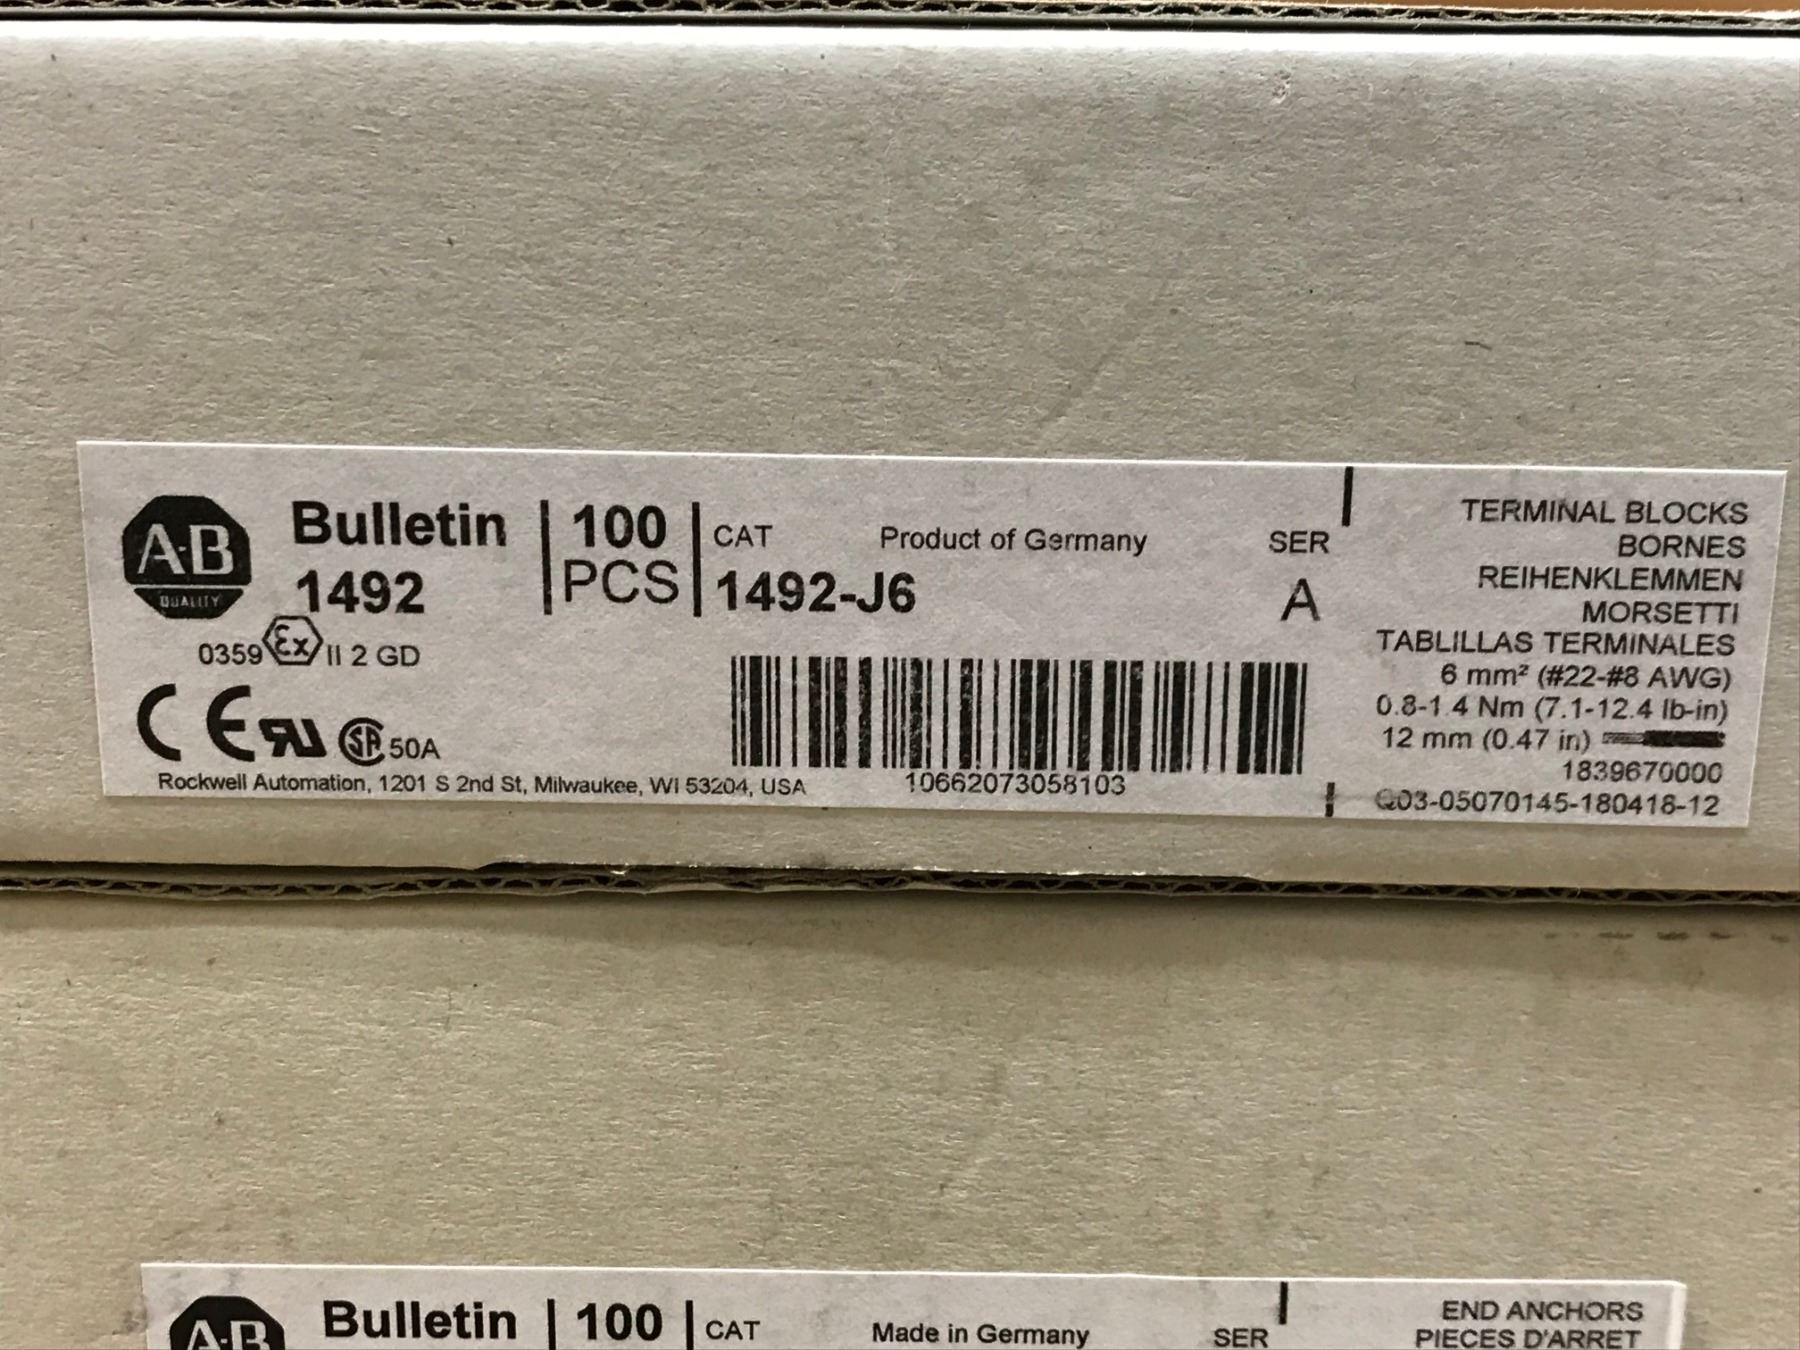 A-B
QUALITY
Bulletin
1492
100
PCS
CAT
1492-J6
Product of Germany
SER
A
0359 Ex II 2 GD
CE RU SA 50A
Rockwell Automation, 1201 S 2nd St, Milwaukee, WI 53204, USA
10662073058103
TERMINAL BLOCKS
BORNES
REIHENKLEMMEN
MORSETTI
TABLILLAS TERMINALES
6 mm² (#22-#8 AWG)
0.8-1.4 Nm (7.1-12.4 lb-in)
12 mm (0.47 in)
1839670000
Q03-05070145-180418-12
A-B
Bulletin
100
CAT
Made in Germany
SER
END ANCHORS
PIECES D'ARRET